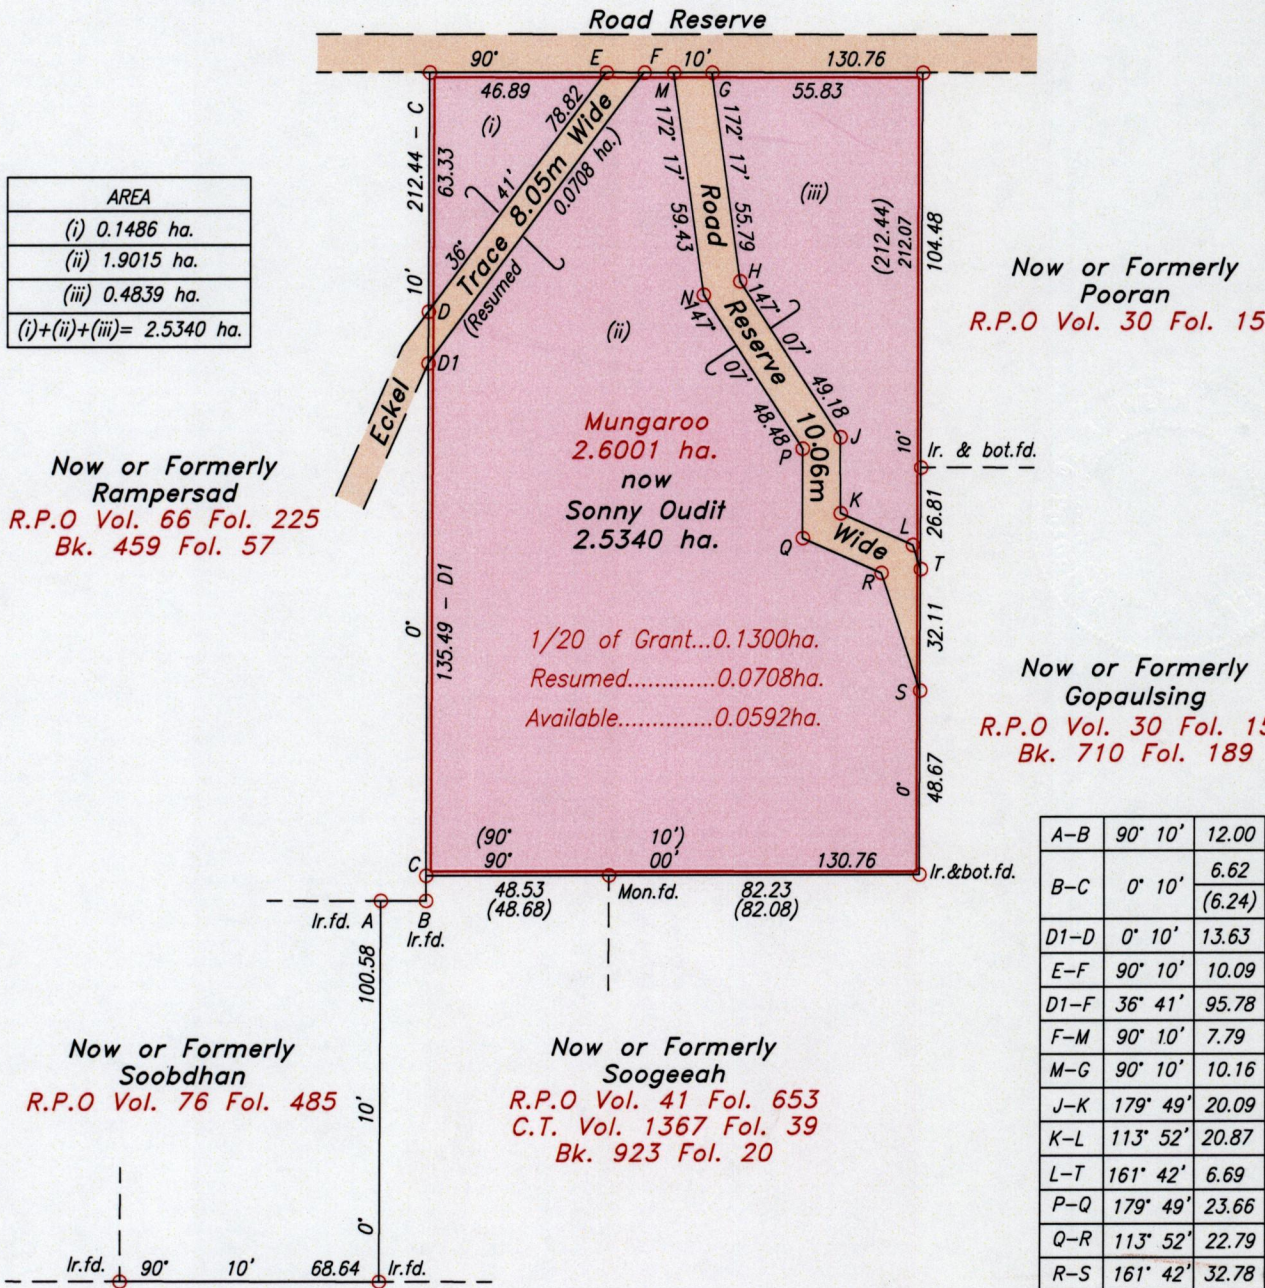 Road Reserve
90° E F 10' 130.76
46.89 M G 55.83
212.44 - C
63.33
10'
(i)
78.82
41'
36°
Eckel Trace 8.05m Wide
(Resumed 0.0708 ha.)
D
D1
172° 17'
59.43
172° 17'
55.79
Road Reserve 10.06m Wide
(iii)
(212.44)
212.07
104.48
AREA
(i) 0.1486 ha.
(ii) 1.9015 ha.
(iii) 0.4839 ha.
(i)+(ii)+(iii)= 2.5340 ha.
Now or Formerly
Pooran
R.P.O Vol. 30 Fol. 15
H
N
147° 07'
49.18
147° 07'
48.48
(ii)
J
P
10'
Ir. & bot.fd.
Mungaroo
2.6001 ha.
now
Sonny Oudit
2.5340 ha.
Now or Formerly
Rampersad
R.P.O Vol. 66 Fol. 225
Bk. 459 Fol. 57
K
L
26.81
Q
R
T
32.11
S
0°
135.49 - D1
1/20 of Grant...0.1300ha.
Resumed.............0.0708ha.
Available..............0.0592ha.
Now or Formerly
Gopaulsing
R.P.O Vol. 30 Fol. 15
Bk. 710 Fol. 189
0°
48.67
(90° 10')
90° 00' 130.76
C
48.53 Mon.fd. 82.23
(48.68) (82.08)
Ir.&bot.fd.
Ir.fd. A B
Ir.fd.
100.58
10'
0°
Now or Formerly
Soobdhan
R.P.O Vol. 76 Fol. 485
Now or Formerly
Soogeeah
R.P.O Vol. 41 Fol. 653
C.T. Vol. 1367 Fol. 39
Bk. 923 Fol. 20
Ir.fd. 90° 10' 68.64 Ir.fd.
A-B 90° 10' 12.00
B-C 0° 10' 6.62
(6.24)
D1-D 0° 10' 13.63
E-F 90° 10' 10.09
D1-F 36° 41' 95.78
F-M 90° 10' 7.79
M-G 90° 10' 10.16
J-K 179° 49' 20.09
K-L 113° 52' 20.87
L-T 161° 42' 6.69
P-Q 179° 49' 23.66
Q-R 113° 52' 22.79
R-S 161° 42' 32.78